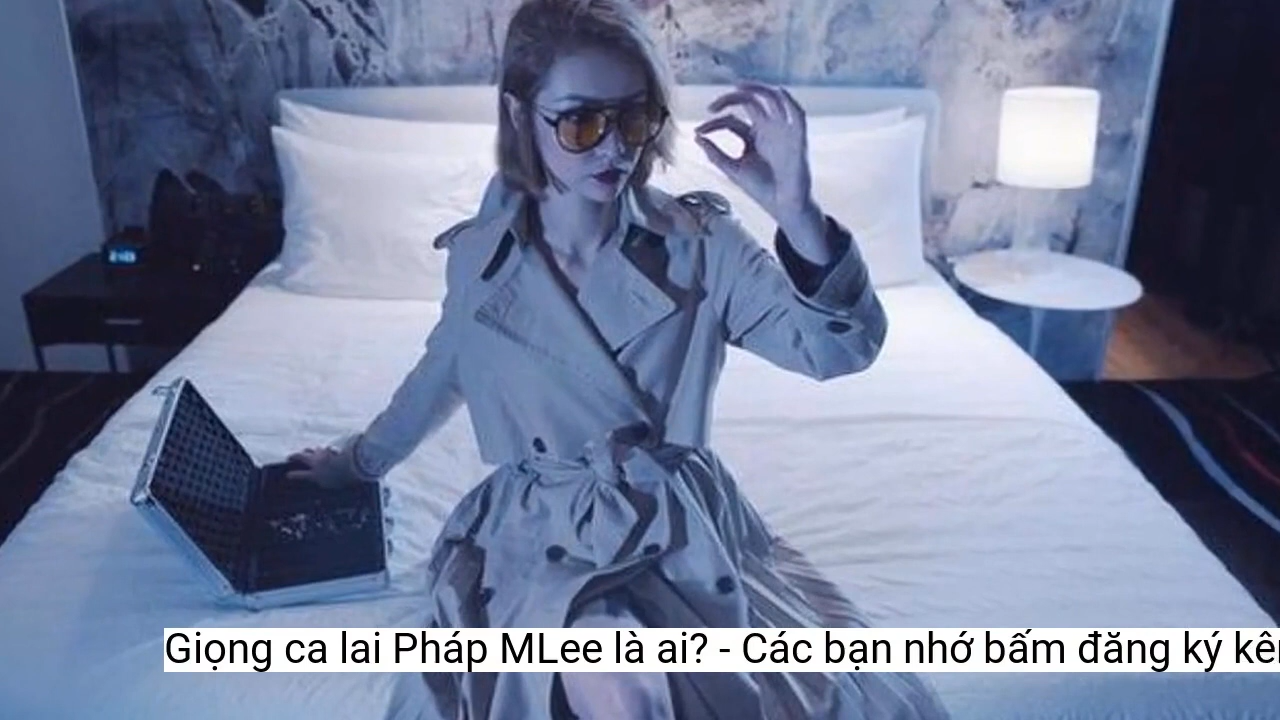 Giọng ca lai Pháp MLee là ai? - Các bạn nhớ bấm đăng ký